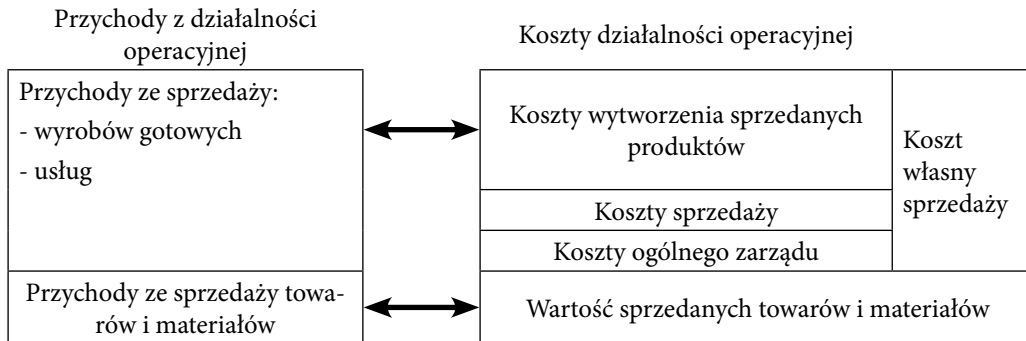 Przychody z działalności
operacyjnej
Koszty działalności operacyjnej
Przychody ze sprzedaży:
- wyrobów gotowych
- usług
Koszty wytworzenia sprzedanych
produktów
Koszt
własny
sprzedaży
Koszty sprzedaży
Koszty ogólnego zarządu
Przychody ze sprzedaży towa-
rów i materiałów
Wartość sprzedanych towarów i materiałów